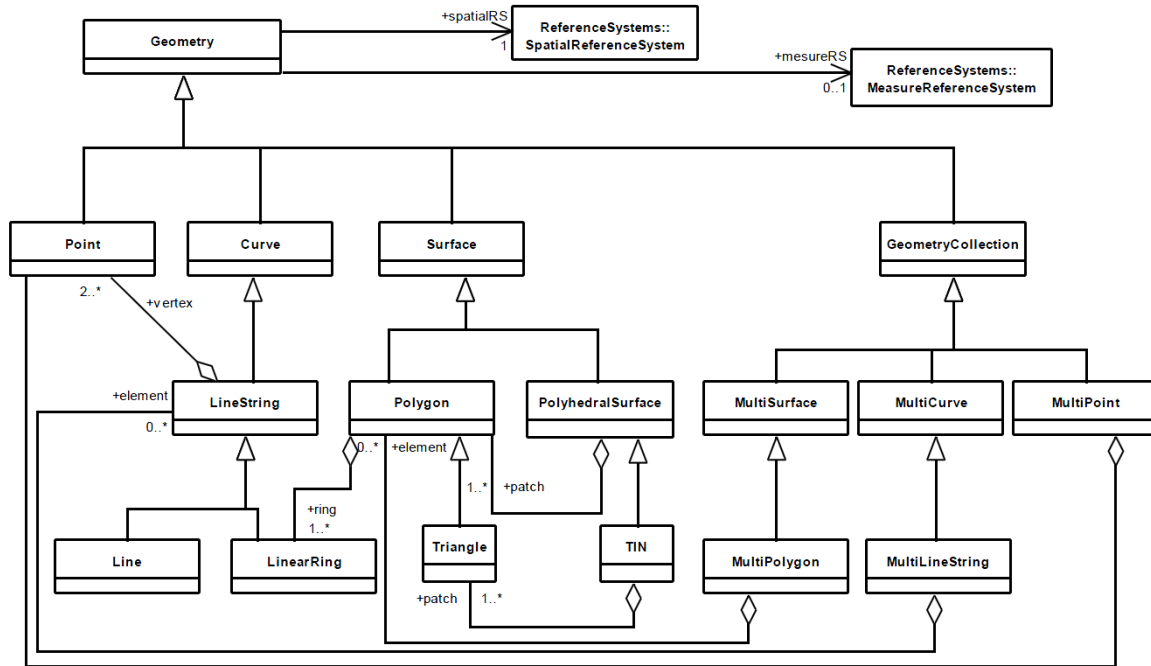 +spatialRS
1
ReferenceSystems::
SpatialReferenceSystem
Geometry
+mesureRS
0..1
ReferenceSystems::
MeasureReferenceSystem
Point
Curve
Surface
GeometryCollection
2..*
+vertex
+element
0..*
LineString
Polygon
PolyhedralSurface
MultiSurface
MultiCurve
MultiPoint
0..*
+element
1..*
+patch
+ring
1..*
Line
LinearRing
Triangle
TIN
MultiPolygon
MultiLineString
+patch
1..*